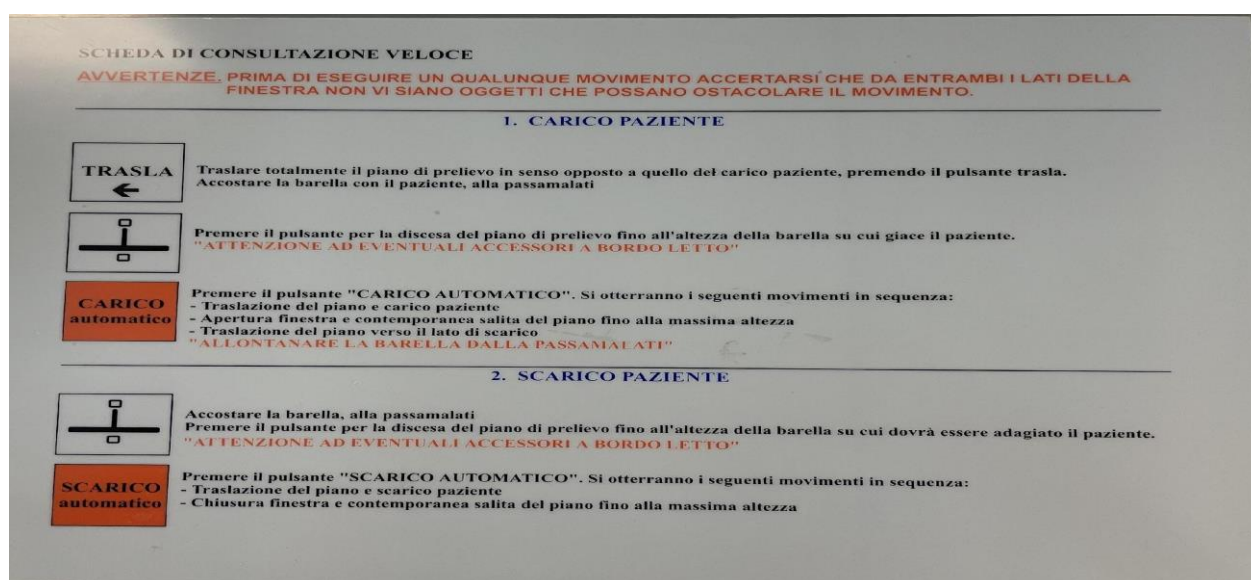 SCHEDA DI CONSULTAZIONE VELOCE
AVVERTENZE. PRIMA DI ESEGUIRE UN QUALUNQUE MOVIMENTO ACCERTARSI CHE DA ENTRAMBI I LATI DELLA
FINESTRA NON VI SIANO OGGETTI CHE POSSANO OSTACOLARE IL MOVIMENTO.
1. CARICO PAZIENTE
TRASLA
Traslare totalmente il piano di prelievo in senso opposto a quello del carico paziente, premendo il pulsante trasla.
Accostare la barella con il paziente, alla passamalati
Premere il pulsante per la discesa del piano di prelievo fino all'altezza della barella su cui giace il paziente.
"ATTENZIONE AD EVENTUALI ACCESSORI A BORDO LETTO"
CARICO
automatico
Premere il pulsante "CARICO AUTOMATICO". Si otterranno i seguenti movimenti in sequenza:
- Traslazione del piano e carico paziente
- Apertura finestra e contemporanea salita del piano fino alla massima altezza
- Traslazione del piano verso il lato di scarico
"ALLONTANARE LA BARELLA DALLA PASSAMALATI"
2. SCARICO PAZIENTE
Accostare la barella, alla passamalati
Premere il pulsante per la discesa del piano di prelievo fino all'altezza della barella su cui dovrà essere adagiato il paziente.
"ATTENZIONE AD EVENTUALI ACCESSORI A BORDO LETTO"
SCARICO
automatico
Premere il pulsante "SCARICO AUTOMATICO". Si otterranno i seguenti movimenti in sequenza:
- Traslazione del piano e scarico paziente
- Chiusura finestra e contemporanea salita del piano fino alla massima altezza